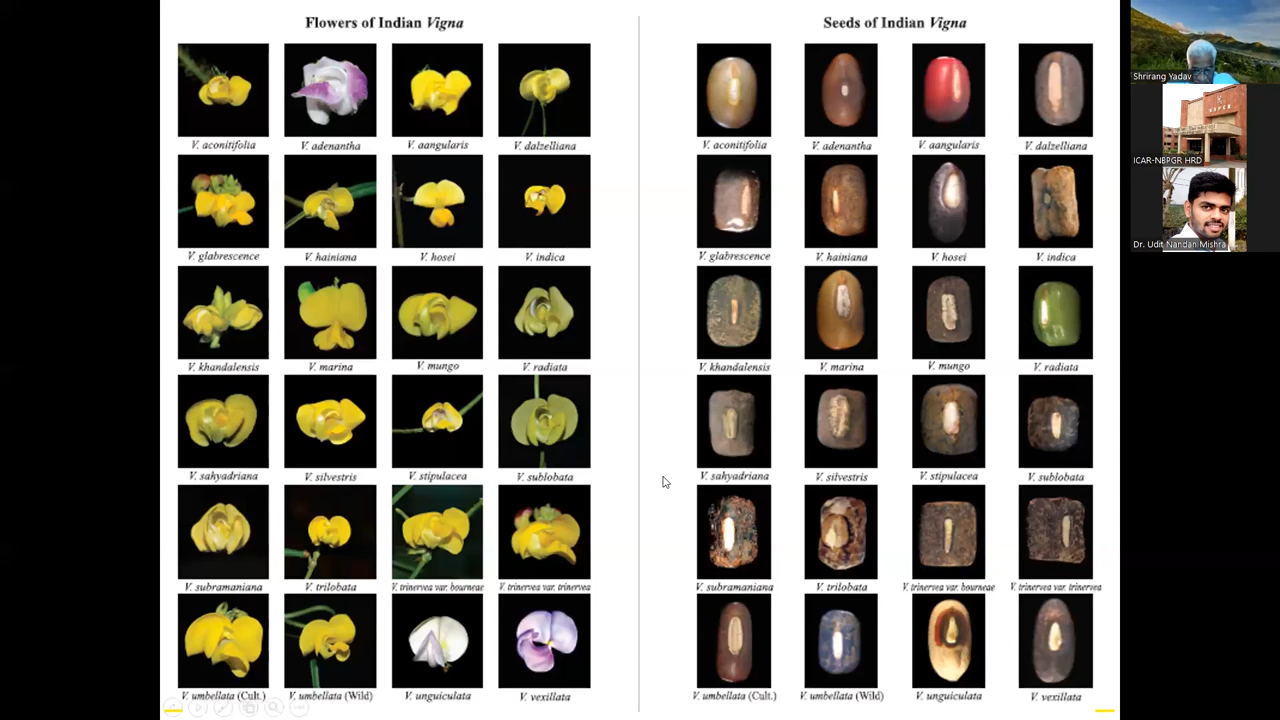 Flowers of Indian Vigna
V. aconitifolia V. adenantha V. aangularis V. dalzelliana
V. glabrescence V. hainiana V. hosei V. indica
V. khandalensis V. marina V. mungo V. radiata
V. sahyadriana V. silvestris V. stipulacea V. sublobata
V. subramaniana V. trilobata V. trinervea var. bourneae V. trinervea var. trinervea
V. umbellata (Cult.) V. umbellata (Wild) V. unguiculata V. vexillata
Seeds of Indian Vigna
V. aconitifolia V. adenantha V. aangularis V. dalzelliana
V. glabrescence V. hainiana V. hosei V. indica
V. khandalensis V. marina V. mungo V. radiata
V. sahyadriana V. silvestris V. stipulacea V. sublobata
V. subramaniana V. trilobata V. trinervea var. bourneae V. trinervea var. trinervea
V. umbellata (Cult.) V. umbellata (Wild) V. unguiculata V. vexillata
Shrirang Yadav
ICAR-NBPGR HRD
Dr. Udit Nandan Mishra